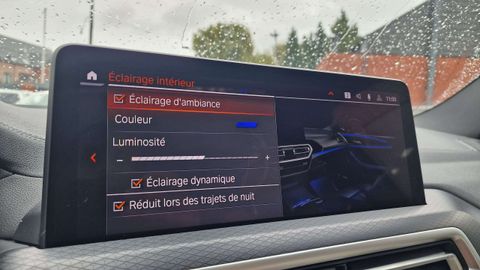 Éclairage intérieur
Éclairage d'ambiance
Couleur
Luminosité
- +
Éclairage dynamique
Réduit lors des trajets de nuit